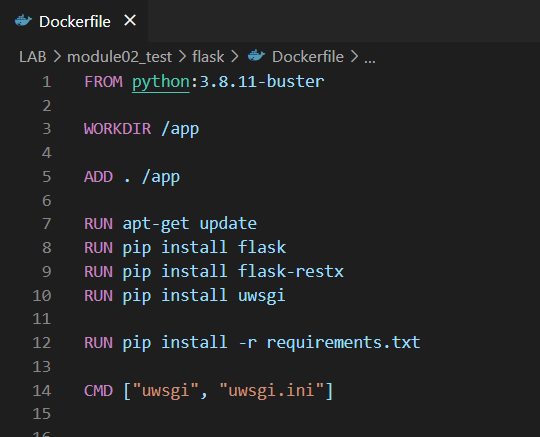 Dockerfile ×
LAB > module02_test > flask > Dockerfile > ...
1 FROM python:3.8.11-buster
2
3 WORKDIR /app
4
5 ADD . /app
6
7 RUN apt-get update
8 RUN pip install flask
9 RUN pip install flask-restx
10 RUN pip install uwsgi
11
12 RUN pip install -r requirements.txt
13
14 CMD ["uwsgi", "uwsgi.ini"]
15